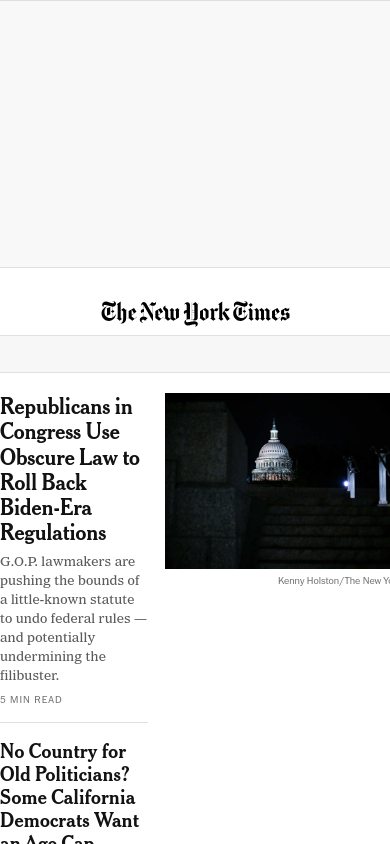 The New York Times
Republicans in
Congress Use
Obscure Law to
Roll Back
Biden-Era
Regulations
G.O.P. lawmakers are
pushing the bounds of
a little-known statute
to undo federal rules —
and potentially
undermining the
filibuster.
5 MIN READ
Kenny Holston/The New Yo
No Country for
Old Politicians?
Some California
Democrats Want
an Age Cap.